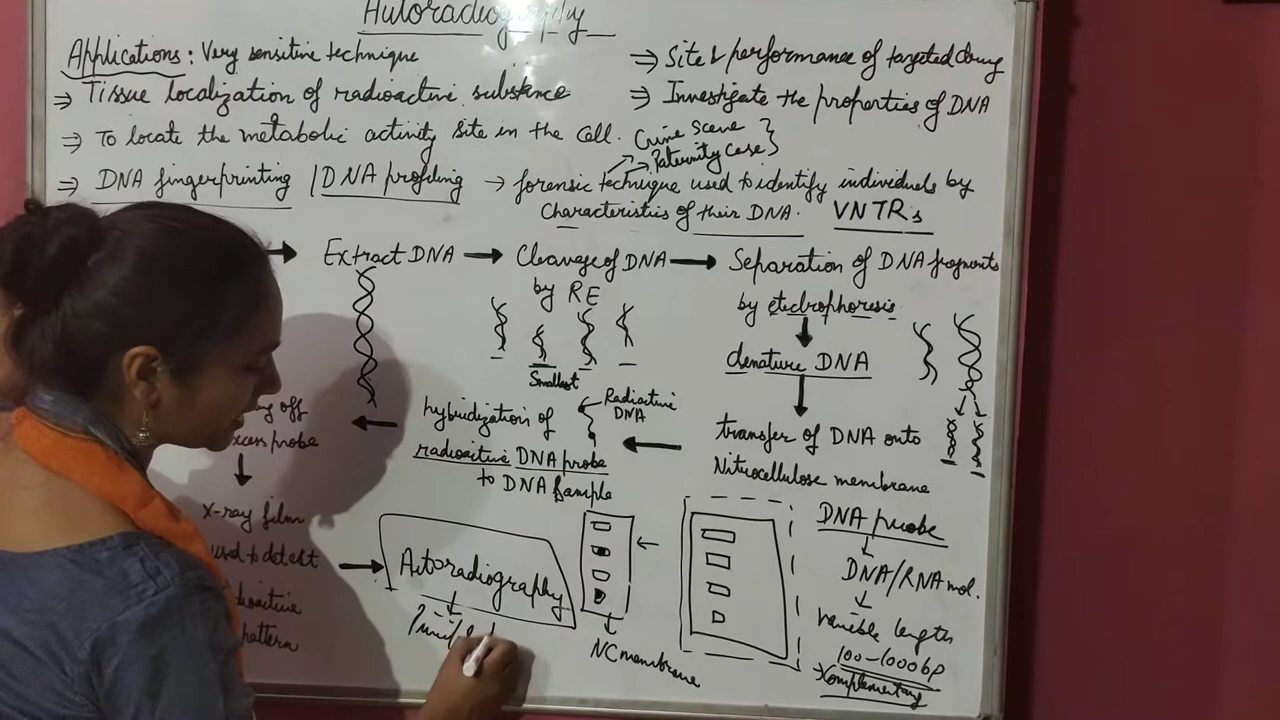 Autoradiography
Applications: Very sensitive technique
⇒ Tissue localization of radioactive substance
⇒ To locate the metabolic activity site in the cell.
⇒ Site & performance of targeted drug
⇒ Investigate the properties of DNA
Crime Scene
Paternity case
⇒ DNA fingerprinting / DNA profiling → forensic technique used to identify individuals by
Characteristics of their DNA. VNTRs
→ Extract DNA → Cleavage of DNA → Separation of DNA fragments
by RE
by electrophoresis
Smallest
denature DNA
transfer of DNA onto
Nitrocellulose membrane
Radiactive
DNA
hybridization of
radioactive DNA probe
to DNA Sample
off
excess probe
X-ray film
used to detect
pattern
Autoradiography
NC membrane
DNA probe
DNA/RNA mol.
variable length
100-1000bp